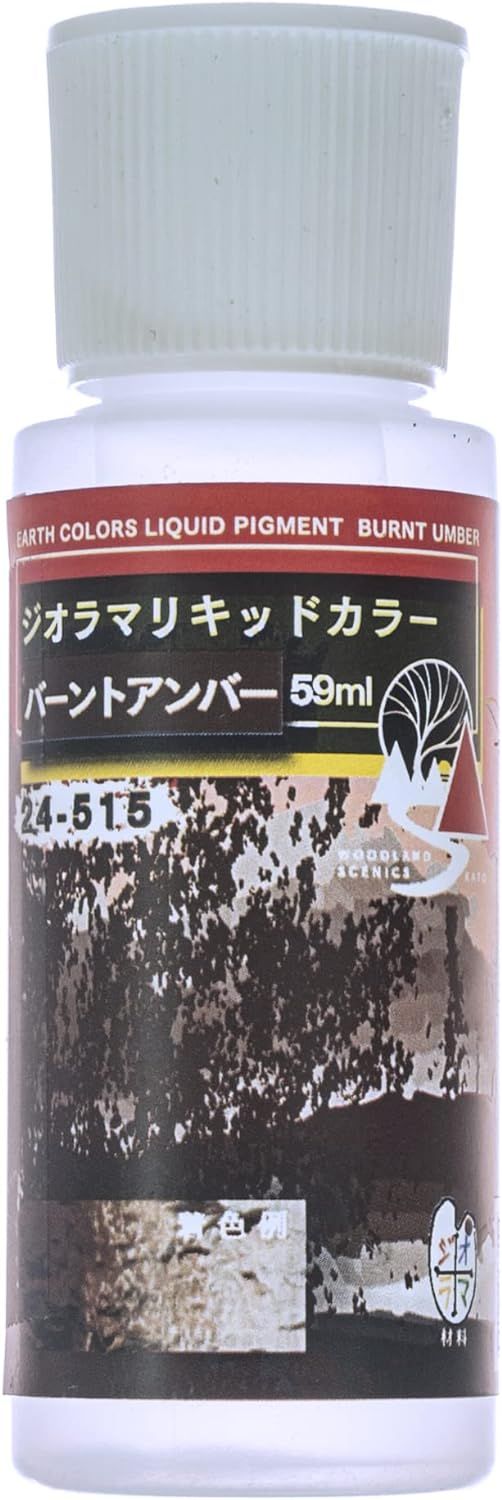 EARTH COLORS LIQUID PIGMENT BURNT UMBER
ジオラマリキッドカラー
バーントアンバー 59ml
24-515
WOODLAND
SCENICS KATO
着色例
ジオ
ラマ
材料